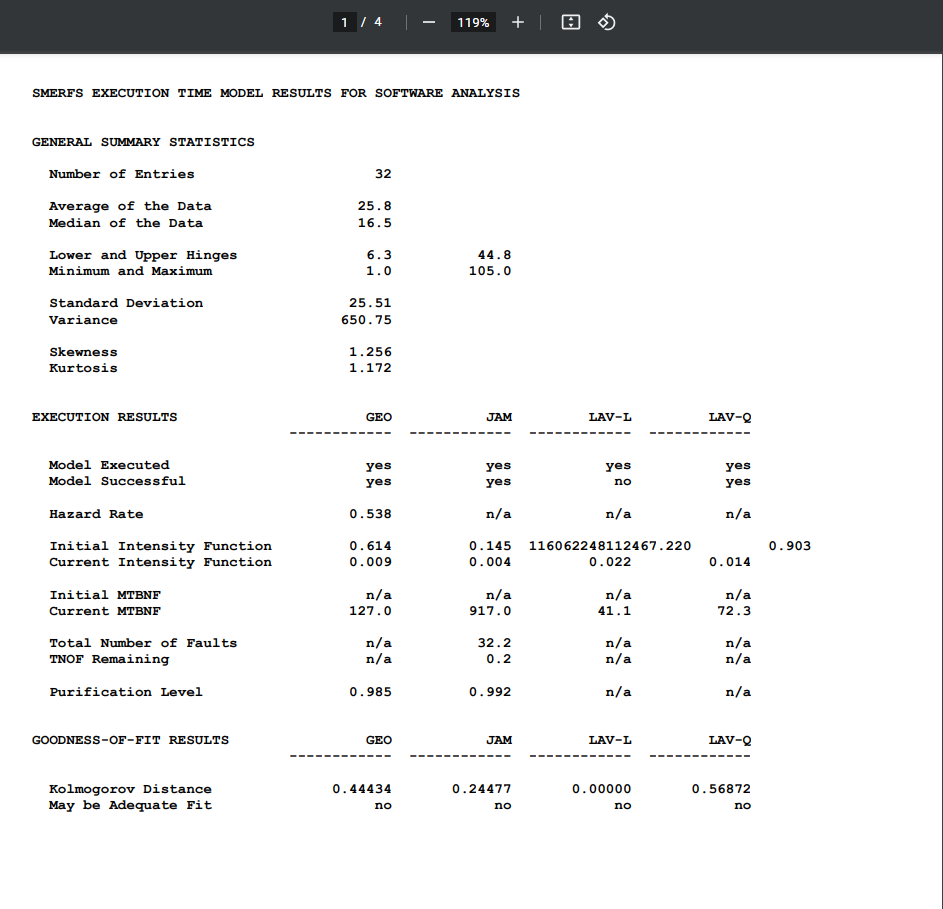 1 / 4 — 119% +
SMERFS EXECUTION TIME MODEL RESULTS FOR SOFTWARE ANALYSIS
GENERAL SUMMARY STATISTICS
Number of Entries 32
Average of the Data 25.8
Median of the Data 16.5
Lower and Upper Hinges 6.3 44.8
Minimum and Maximum 1.0 105.0
Standard Deviation 25.51
Variance 650.75
Skewness 1.256
Kurtosis 1.172
EXECUTION RESULTS GEO JAM LAV-L LAV-Q
------------ ------------ ------------ ------------
Model Executed yes yes yes yes
Model Successful yes yes no yes
Hazard Rate 0.538 n/a n/a n/a
Initial Intensity Function 0.614 0.145 116062248112467.220 0.903
Current Intensity Function 0.009 0.004 0.022 0.014
Initial MTBNF n/a n/a n/a n/a
Current MTBNF 127.0 917.0 41.1 72.3
Total Number of Faults n/a 32.2 n/a n/a
TNOF Remaining n/a 0.2 n/a n/a
Purification Level 0.985 0.992 n/a n/a
GOODNESS-OF-FIT RESULTS GEO JAM LAV-L LAV-Q
------------ ------------ ------------ ------------
Kolmogorov Distance 0.44434 0.24477 0.00000 0.56872
May be Adequate Fit no no no no